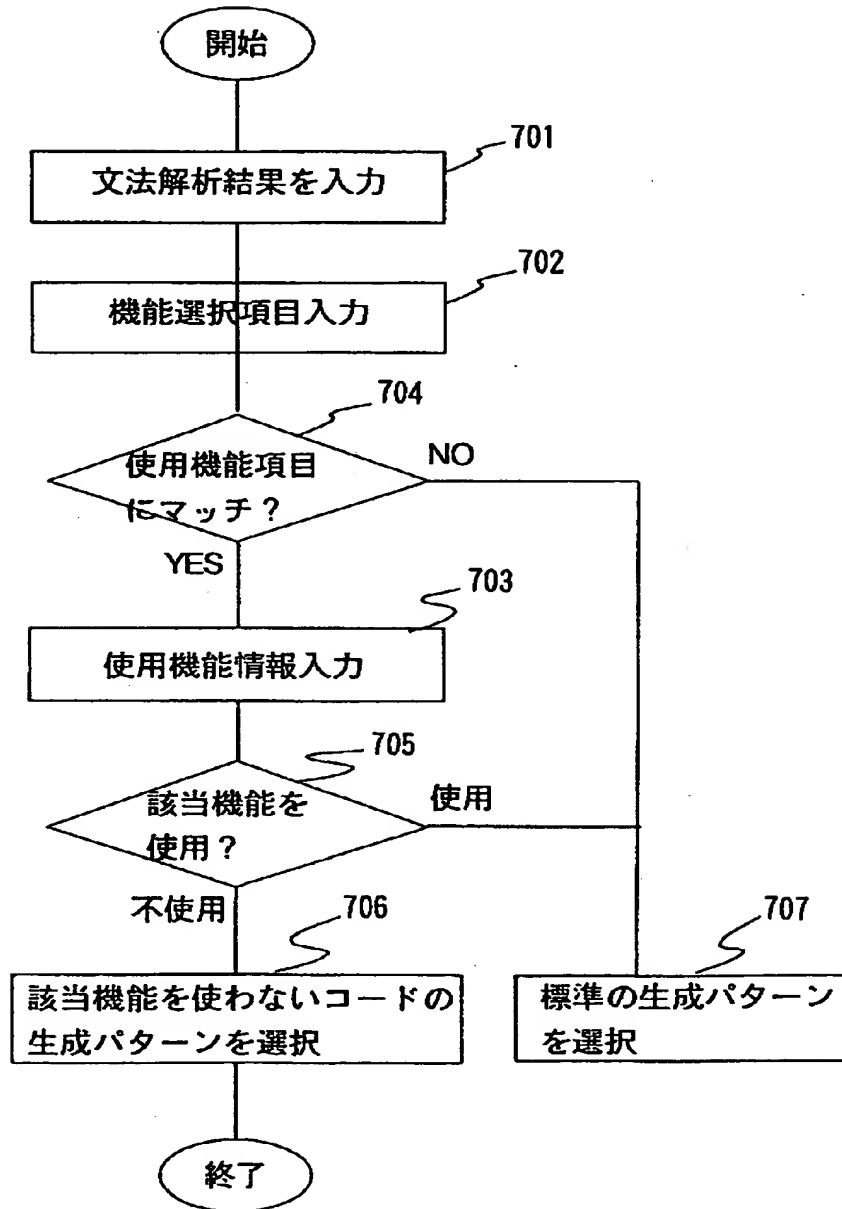 開始
701
文法解析結果を入力
702
機能選択項目入力
704
使用機能項目
にマッチ？
NO
YES
703
使用機能情報入力
705
該当機能を
使用？
使用
不使用
706
707
該当機能を使わないコードの
生成パターンを選択
標準の生成パターン
を選択
終了